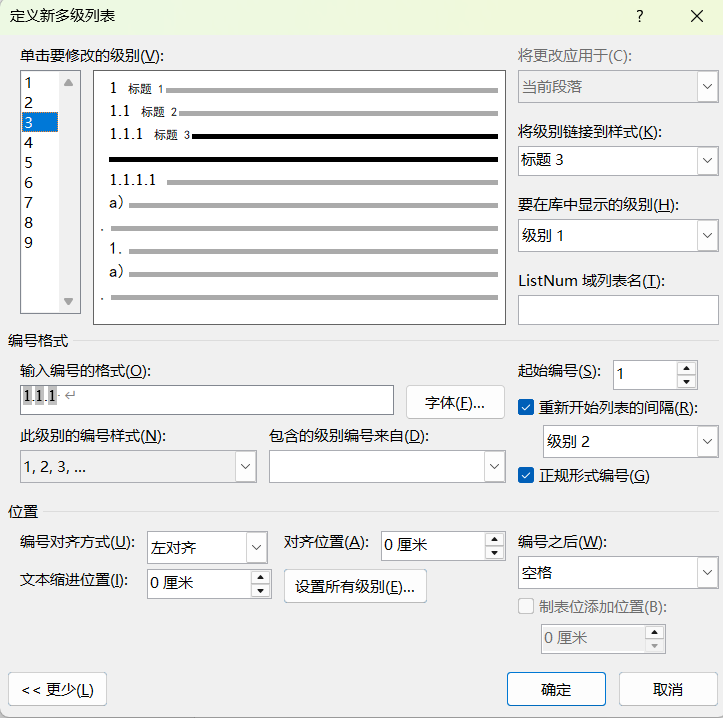 定义新多级列表 ?
单击要修改的级别(V):
1
2
3
4
5
6
7
8
9
1 标题 1
1.1 标题 2
1.1.1 标题 3
1.1.1.1
a)
.
1.
a)
.
将更改应用于(C):
当前段落
将级别链接到样式(K):
标题 3
要在库中显示的级别(H):
级别 1
ListNum 域列表名(T):
编号格式
输入编号的格式(O):
1.1.1
字体(F)...
起始编号(S): 1
重新开始列表的间隔(R):
此级别的编号样式(N): 包含的级别编号来自(D):
1, 2, 3, ...
级别 2
正规形式编号(G)
位置
编号对齐方式(U): 左对齐 对齐位置(A): 0 厘米
文本缩进位置(I): 0 厘米 设置所有级别(E)...
编号之后(W):
空格
制表位添加位置(B):
0 厘米
<< 更少(L) 确定 取消